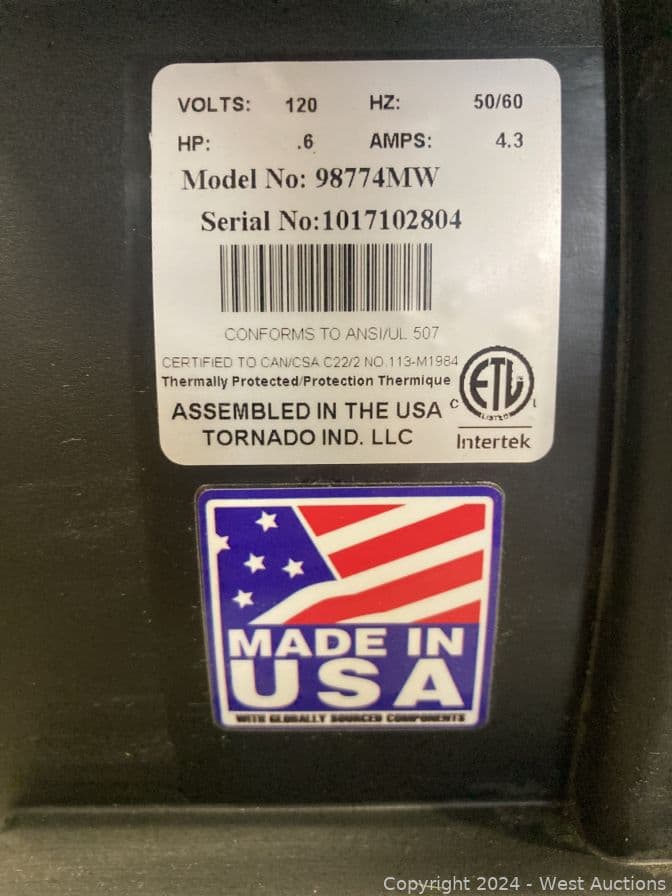 VOLTS: 120 HZ: 50/60
HP: .6 AMPS: 4.3
Model No: 98774MW
Serial No:1017102804
CONFORMS TO ANSI/UL 507
CERTIFIED TO CAN/CSA C22/2 NO.113-M1984
Thermally Protected/Protection Thermique
ASSEMBLED IN THE USA
TORNADO IND. LLC
ETL
C LISTED
Intertek
MADE IN
USA
WITH GLOBALLY SOURCED COMPONENTS
Copyright 2024 - West Auctions